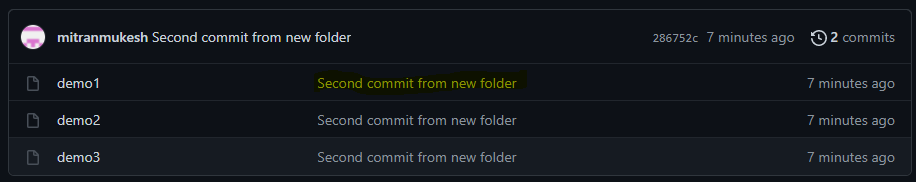 mitranmukesh Second commit from new folder 286752c 7 minutes ago 2 commits
demo1 Second commit from new folder 7 minutes ago
demo2 Second commit from new folder 7 minutes ago
demo3 Second commit from new folder 7 minutes ago